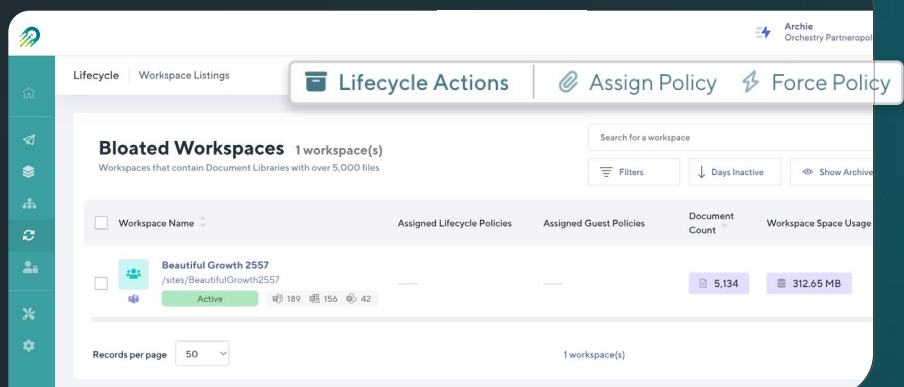 Archie
Orchestry Partneropol
Lifecycle Workspace Listings
Lifecycle Actions Assign Policy Force Policy
Bloated Workspaces 1 workspace(s)
Workspaces that contain Document Libraries with over 5,000 files
Search for a workspace
Filters Days Inactive Show Archive
Workspace Name Assigned Lifecycle Policies Assigned Guest Policies Document Count Workspace Space Usage
Beautiful Growth 2557
/sites/BeautifulGrowth2557
Active 189 156 42
------ ------ 5,134 312.65 MB
Records per page 50 1 workspace(s)